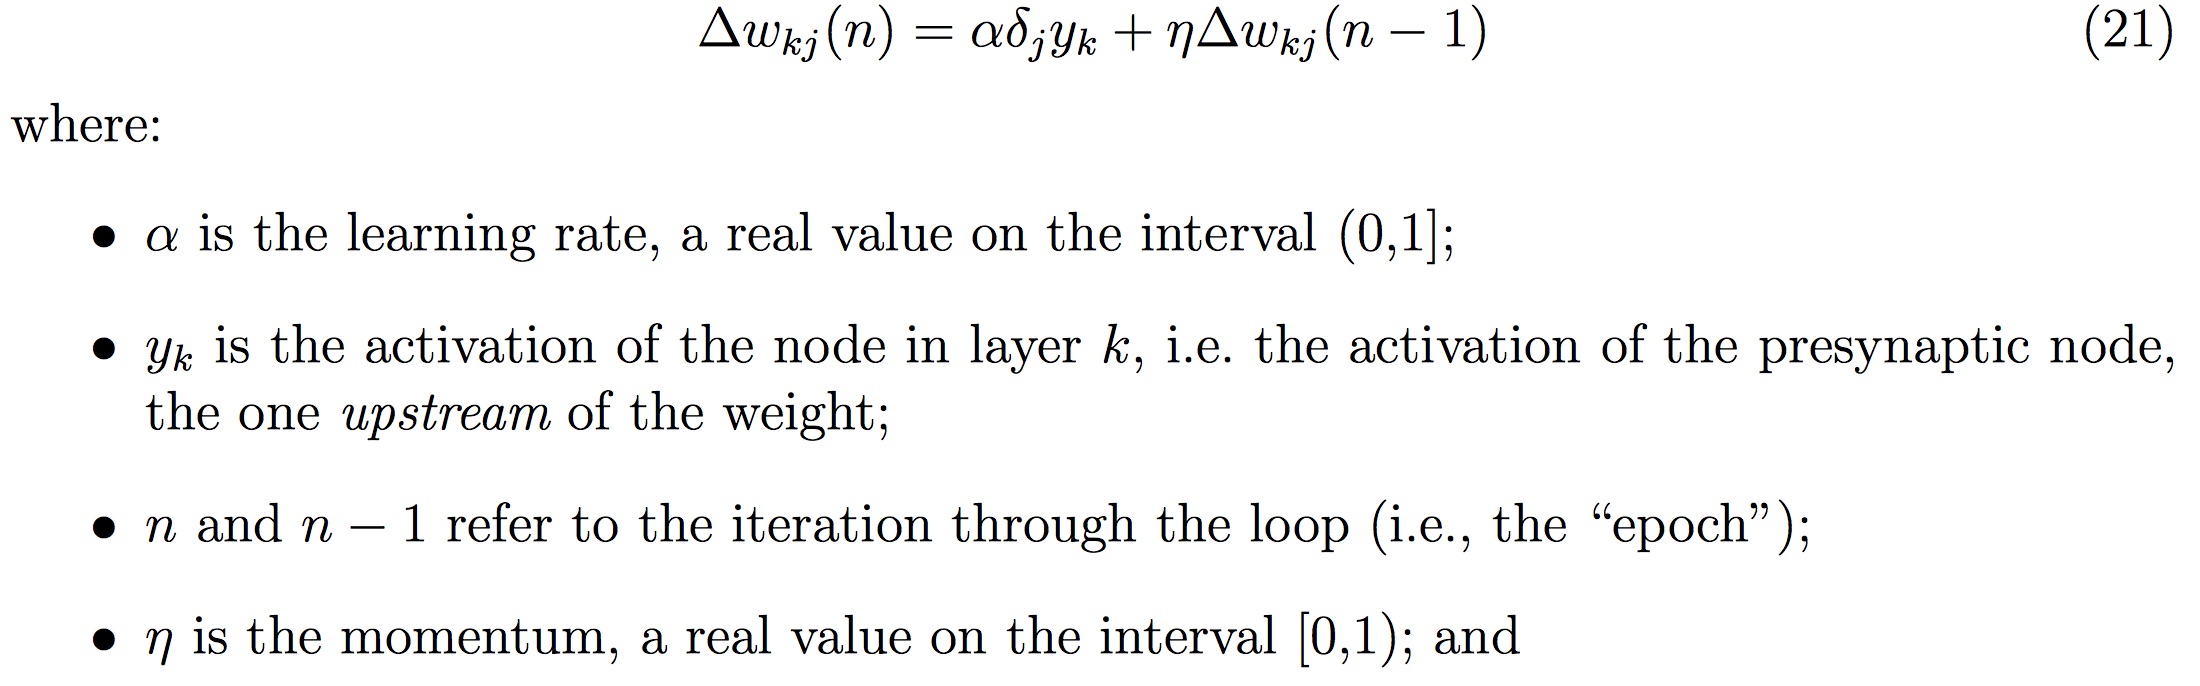 Δw_{kj}(n) = αδ_j y_k + ηΔw_{kj}(n − 1) (21)
where:
• α is the learning rate, a real value on the interval (0,1];
• y_k is the activation of the node in layer k, i.e. the activation of the presynaptic node,
the one upstream of the weight;
• n and n − 1 refer to the iteration through the loop (i.e., the “epoch”);
• η is the momentum, a real value on the interval [0,1); and